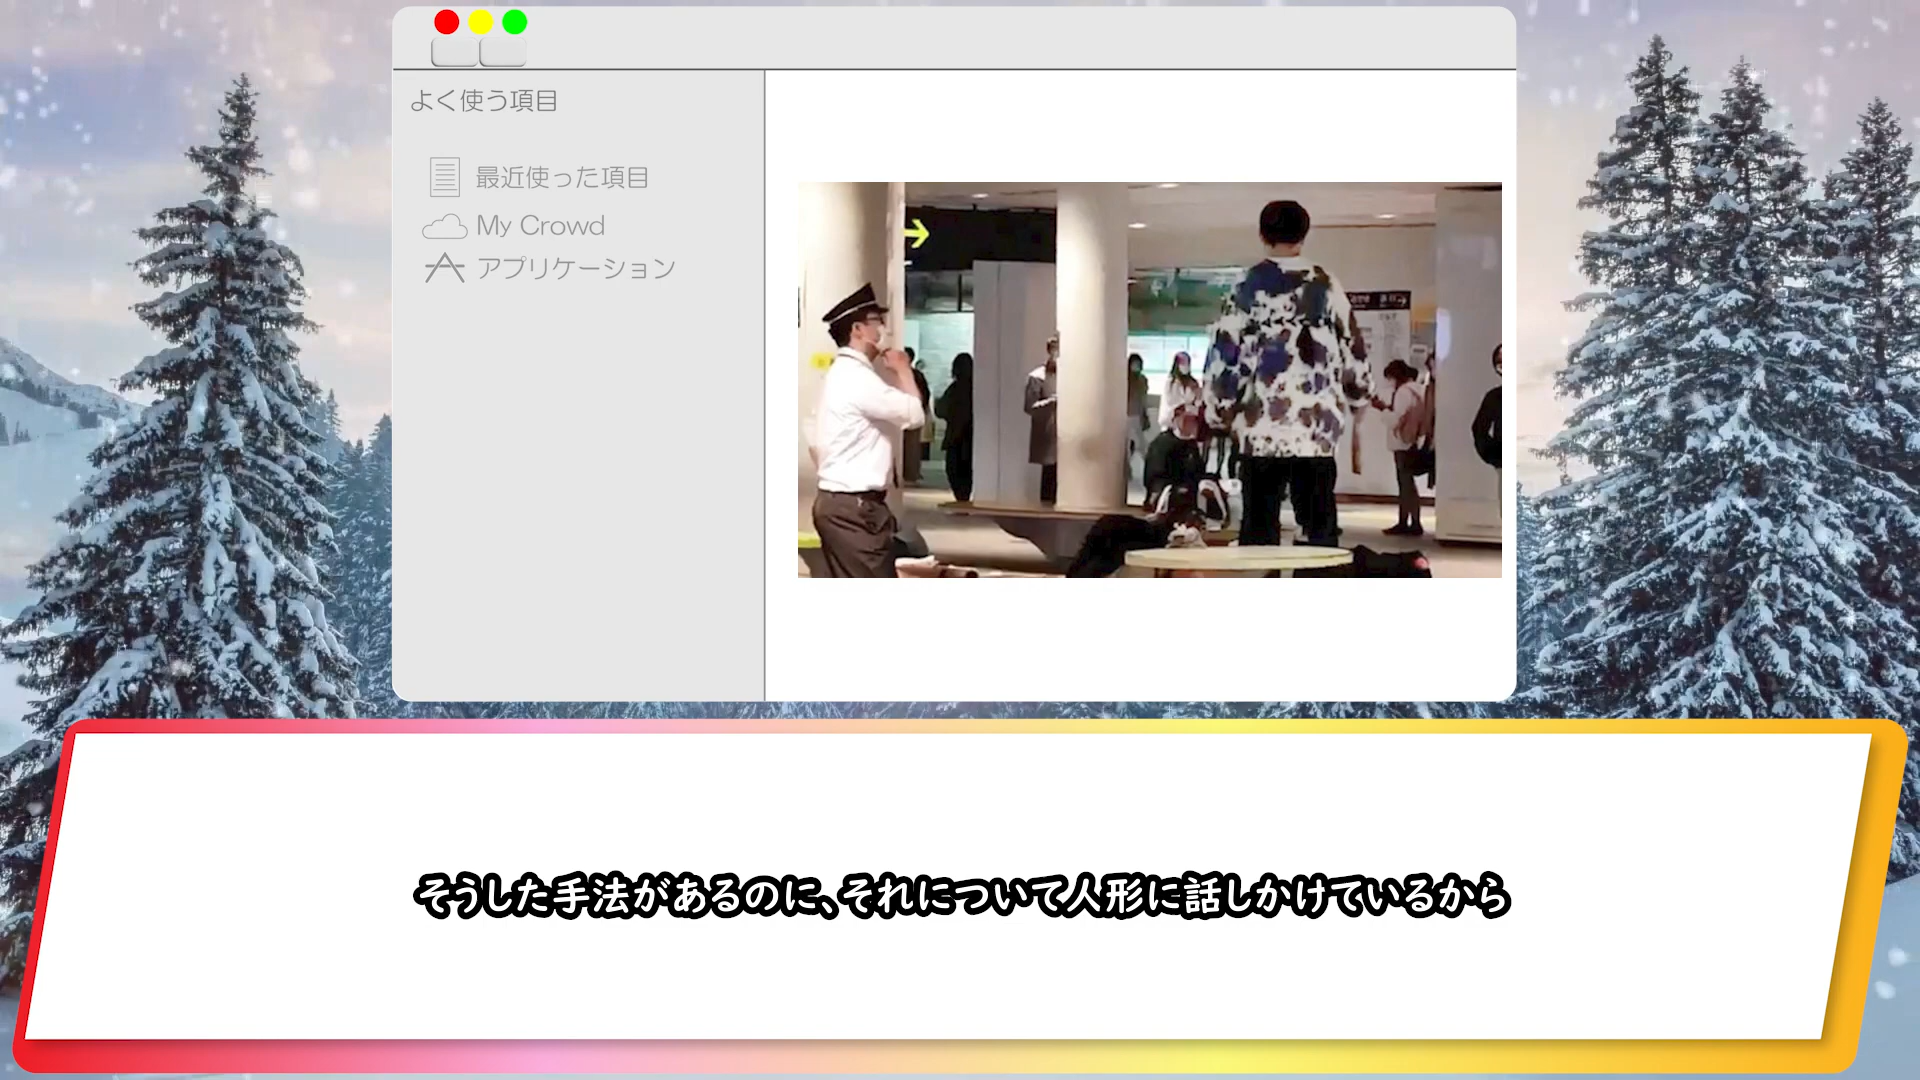 よく使う項目
最近使った項目
My Crowd
アプリケーション
そうした手法があるのに、それについて人形に話しかけているから